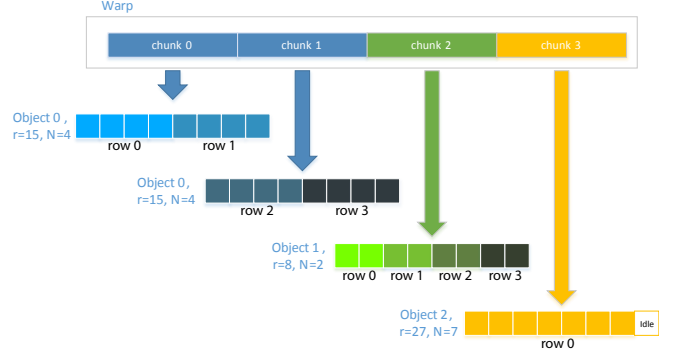 Warp
chunk 0 chunk 1 chunk 2 chunk 3
Object 0 ,
r=15, N=4
row 0 row 1
Object 0 ,
r=15, N=4
row 2 row 3
Object 1 ,
r=8, N=2
row 0 row 1 row 2 row 3
Object 2 ,
r=27, N=7
Idle
row 0